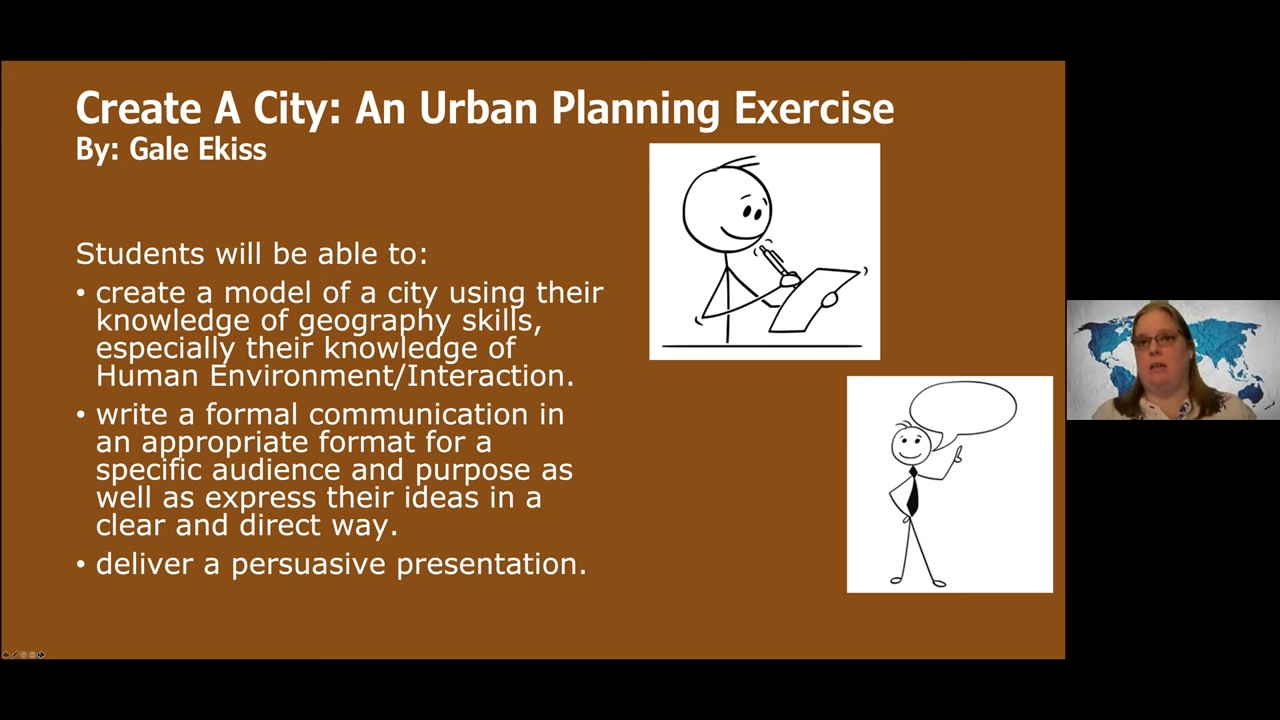 Create A City: An Urban Planning Exercise
By: Gale Ekiss
Students will be able to:
• create a model of a city using their
knowledge of geography skills,
especially their knowledge of
Human Environment/Interaction.
• write a formal communication in
an appropriate format for a
specific audience and purpose as
well as express their ideas in a
clear and direct way.
• deliver a persuasive presentation.